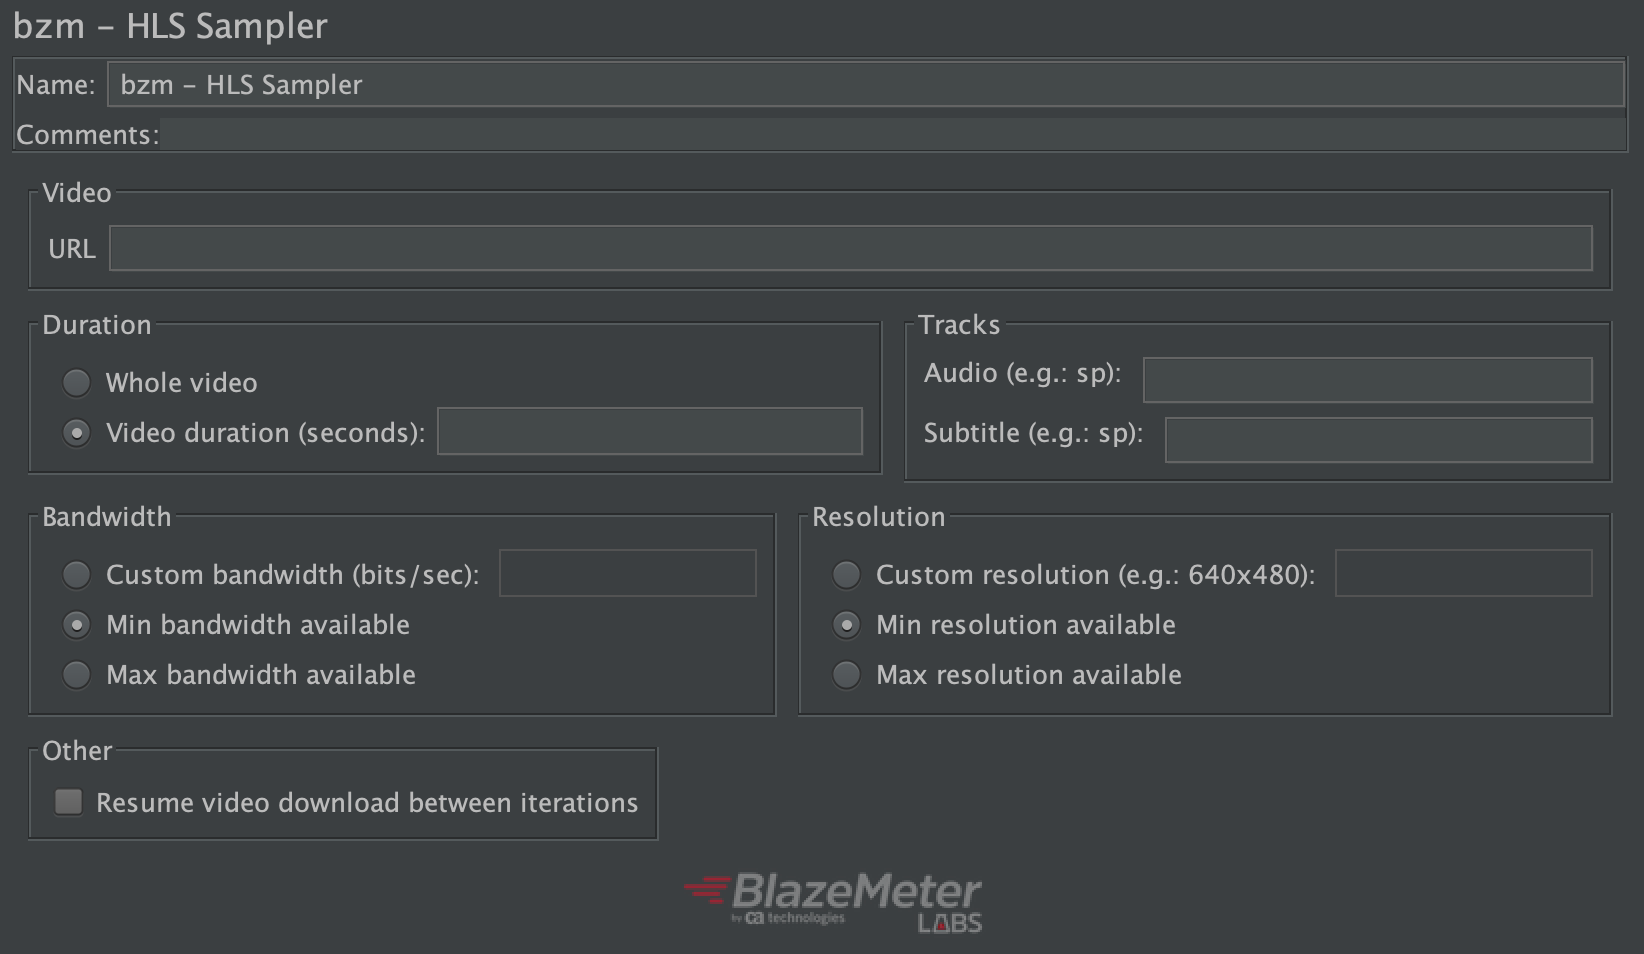 bzm – HLS Sampler
Name: bzm – HLS Sampler
Comments:
Video
URL
Duration
Whole video
Video duration (seconds):
Tracks
Audio (e.g.: sp):
Subtitle (e.g.: sp):
Bandwidth
Custom bandwidth (bits/sec):
Min bandwidth available
Max bandwidth available
Resolution
Custom resolution (e.g.: 640x480):
Min resolution available
Max resolution available
Other
Resume video download between iterations
BlazeMeter
by ca technologies
LABS